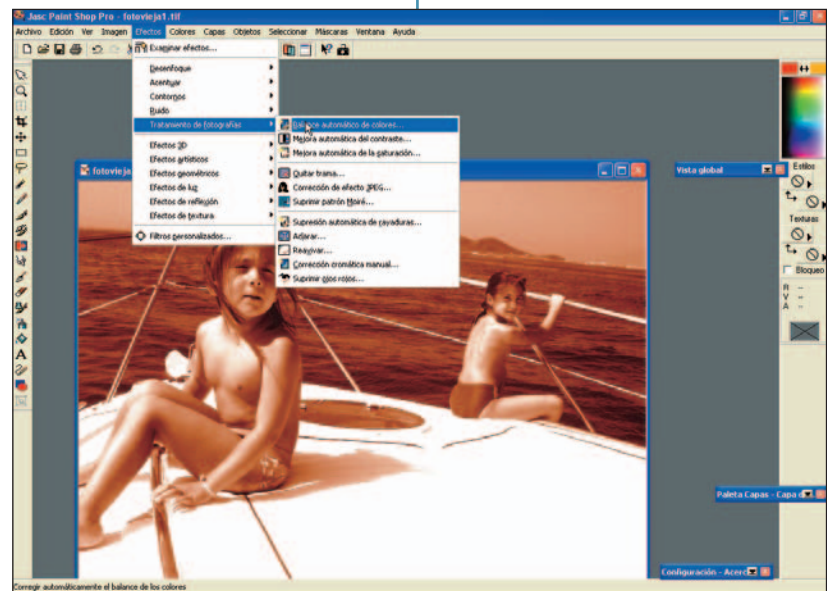 Jasc Paint Shop Pro - fotovieja1.tif
Archivo Edición Ver Imagen Efectos Colores Capas Objetos Seleccionar Máscaras Ventana Ayuda
Examinar efectos...
Desenfoque
Acentuar
Contornos
Ruido
Tratamiento de fotografías
Efectos 3D
Efectos artísticos
Efectos geométricos
Efectos de luz
Efectos de reflexión
Efectos de textura
Filtros personalizados...
Balance automático de colores...
Mejora automática del contraste...
Mejora automática de la saturación...
Quitar trama...
Corrección de efecto JPEG...
Suprimir patrón Moiré...
Supresión automática de rayaduras...
Aclarar...
Reavivar...
Corrección cromática manual...
Suprimir ojos rojos...
fotovieja
Vista global
Estilos
Texturas
Bloqueo
R --
V --
A --
Paleta Capas - Capa
Configuración - Acerc
Corregir automáticamente el balance de los colores